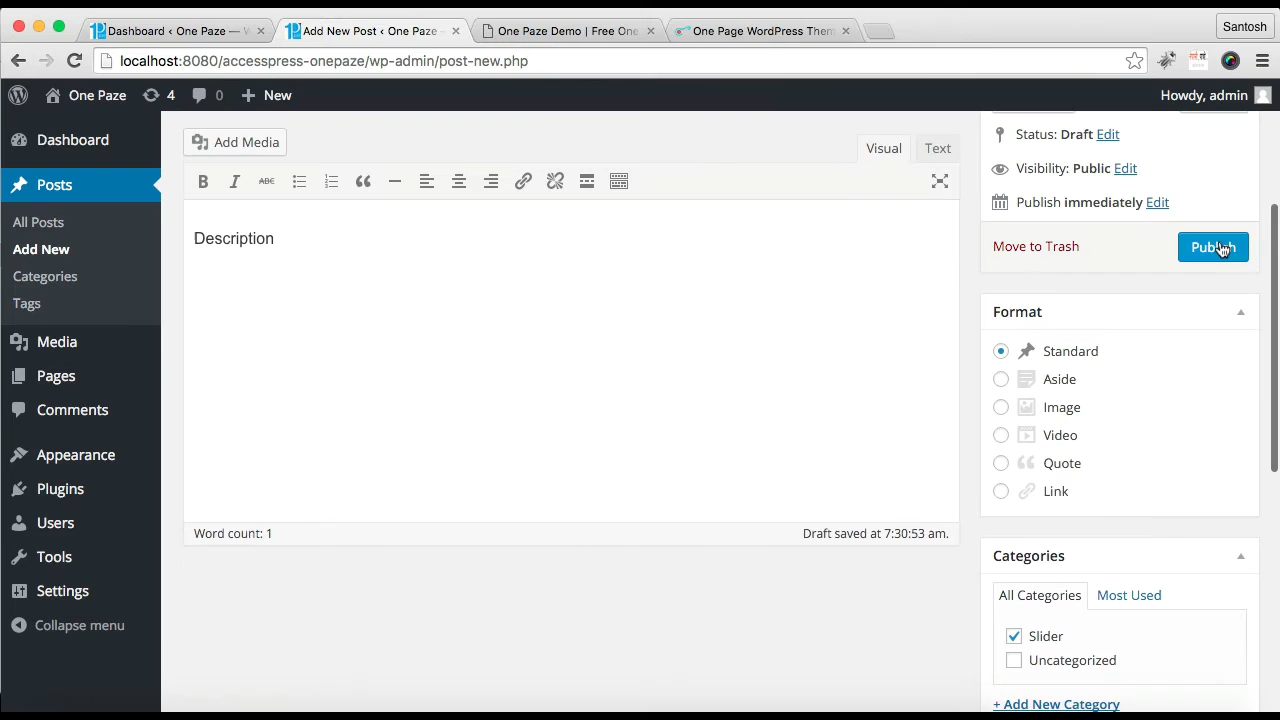 Dashboard ‹ One Paze — W
Add New Post ‹ One Paze
One Paze Demo | Free One
One Page WordPress Them
Santosh
localhost:8080/accesspress-onepaze/wp-admin/post-new.php
One Paze
4
0
New
Howdy, admin
Dashboard
Posts
All Posts
Add New
Categories
Tags
Media
Pages
Comments
Appearance
Plugins
Users
Tools
Settings
Collapse menu
Add Media
Visual
Text
B
I
ABC
Description
Word count: 1
Draft saved at 7:30:53 am.
Status: Draft Edit
Visibility: Public Edit
Publish immediately Edit
Move to Trash
Publish
Format
Standard
Aside
Image
Video
Quote
Link
Categories
All Categories
Most Used
Slider
Uncategorized
+ Add New Category